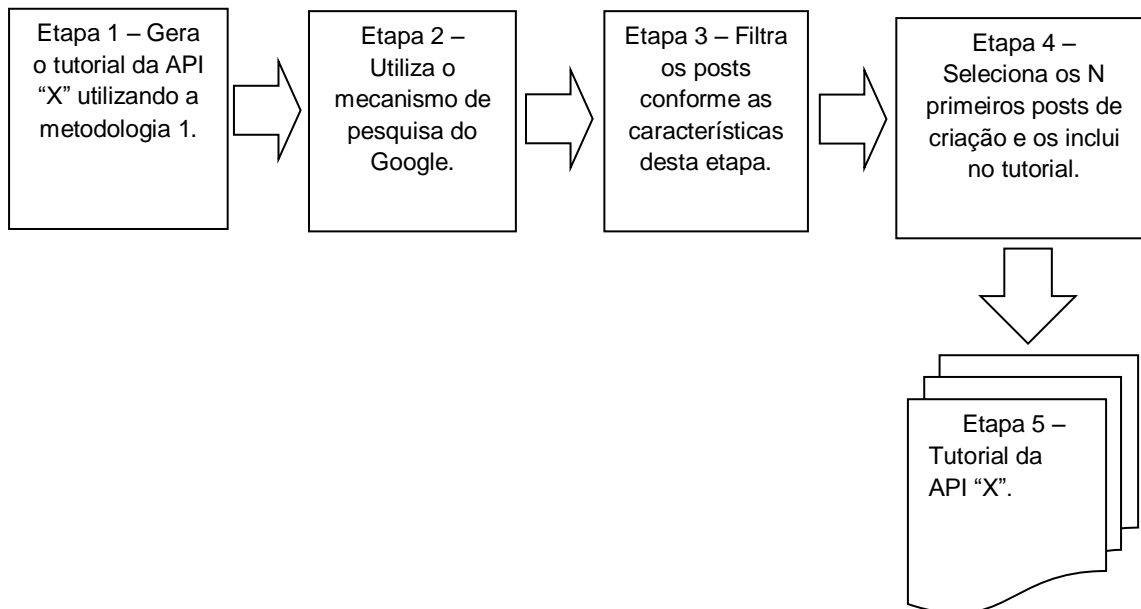 Etapa 1 – Gera
o tutorial da API
“X” utilizando a
metodologia 1.
Etapa 2 –
Utiliza o
mecanismo de
pesquisa do
Google.
Etapa 3 – Filtra
os posts
conforme as
características
desta etapa.
Etapa 4 –
Seleciona os N
primeiros posts de
criação e os inclui
no tutorial.
Etapa 5 –
Tutorial da
API “X”.